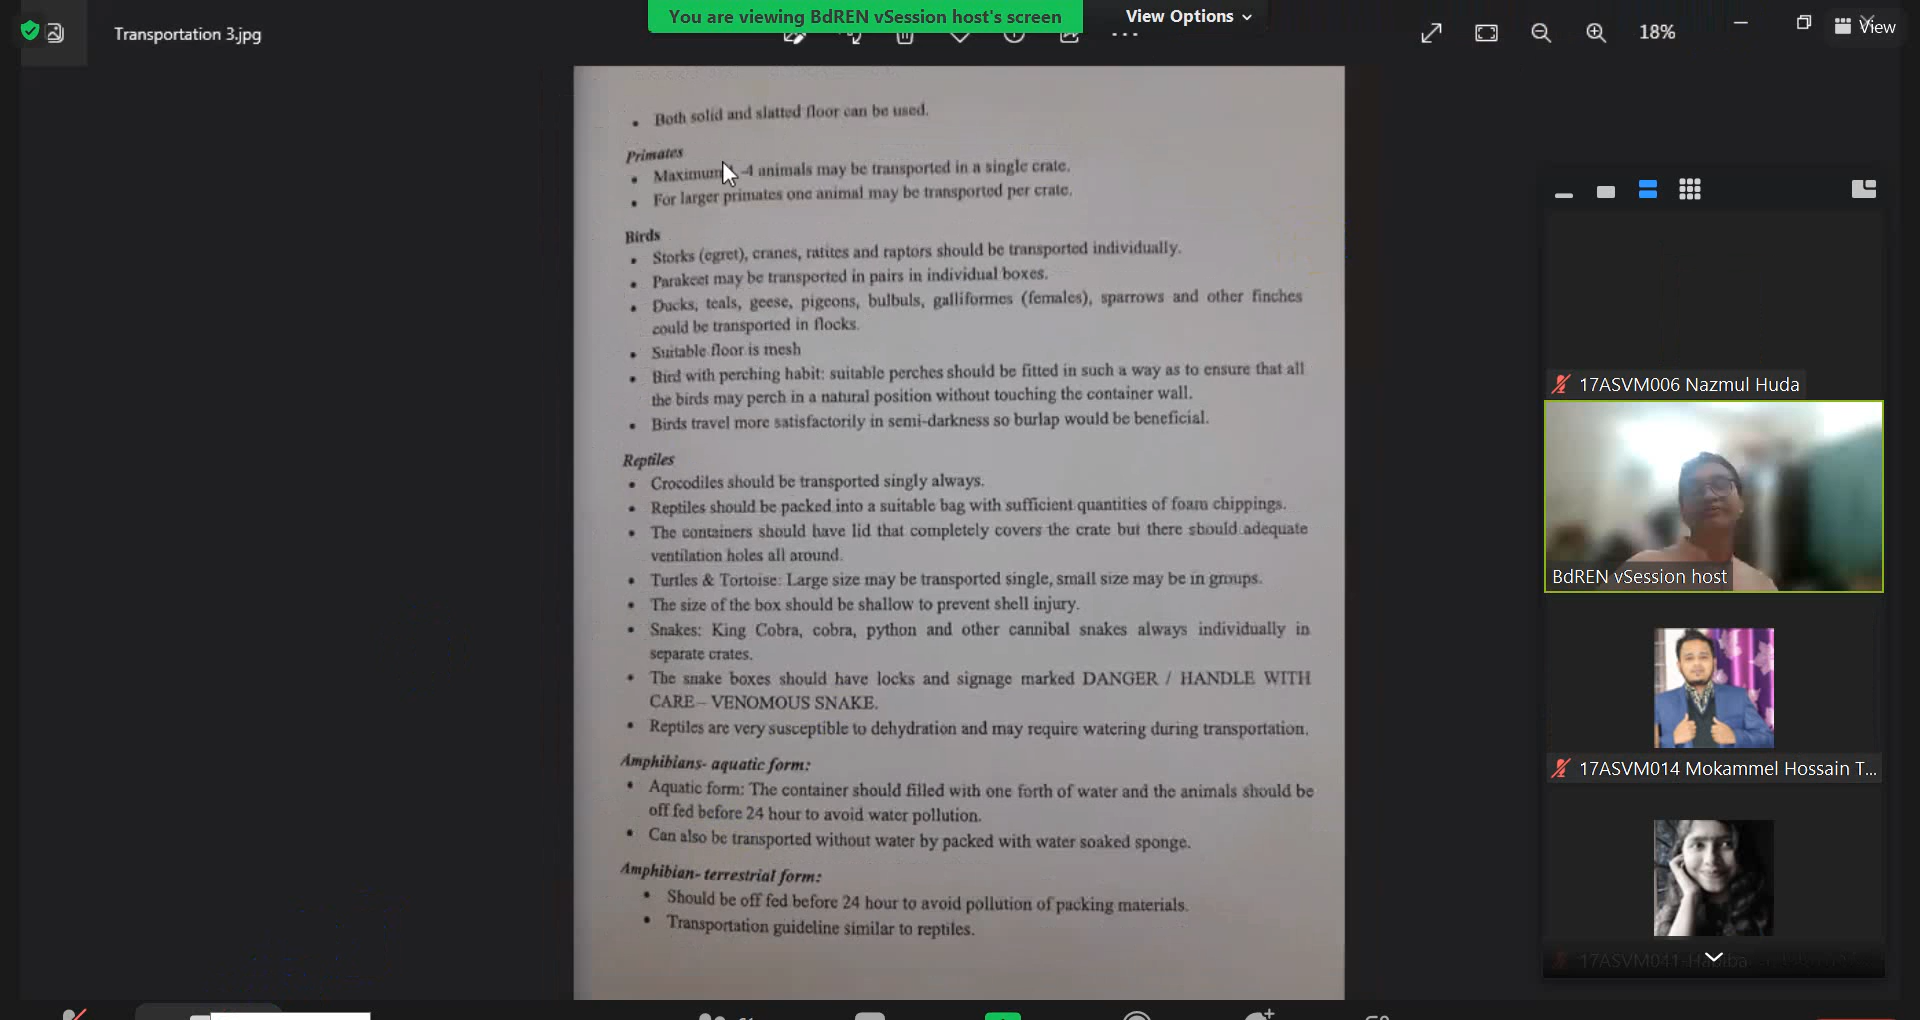 You are viewing BdREN vSession host's screen
View Options
Transportation 3.jpg
18%
View
Both solid and slatted floor can be used.
Primates
Maximum -4 animals may be transported in a single crate.
For larger primates one animal may be transported per crate.
Birds
Storks (egret), cranes, ratites and raptors should be transported individually.
Parakeet may be transported in pairs in individual boxes.
Ducks, teals, geese, pigeons, bulbuls, galliformes (females), sparrows and other finches
could be transported in flocks.
Suitable floor is mesh
Bird with perching habit: suitable perches should be fitted in such a way as to ensure that all
the birds may perch in a natural position without touching the container wall.
Birds travel more satisfactorily in semi-darkness so burlap would be beneficial.
Reptiles
Crocodiles should be transported singly always.
Reptiles should be packed into a suitable bag with sufficient quantities of foam chippings.
The containers should have lid that completely covers the crate but there should adequate
ventilation holes all around.
Turtles & Tortoise: Large size may be transported single, small size may be in groups.
The size of the box should be shallow to prevent shell injury.
Snakes: King Cobra, cobra, python and other cannibal snakes always individually in
separate crates.
The snake boxes should have locks and signage marked DANGER / HANDLE WITH
CARE– VENOMOUS SNAKE.
Reptiles are very susceptible to dehydration and may require watering during transportation.
Amphibians- aquatic form:
Aquatic form: The container should filled with one forth of water and the animals should be
off fed before 24 hour to avoid water pollution.
Can also be transported without water by packed with water soaked sponge.
Amphibian- terrestrial form:
Should be off fed before 24 hour to avoid pollution of packing materials.
Transportation guideline similar to reptiles.
17ASVM006 Nazmul Huda
BdREN vSession host
17ASVM014 Mokammel Hossain T...
17ASVM041-Habiba